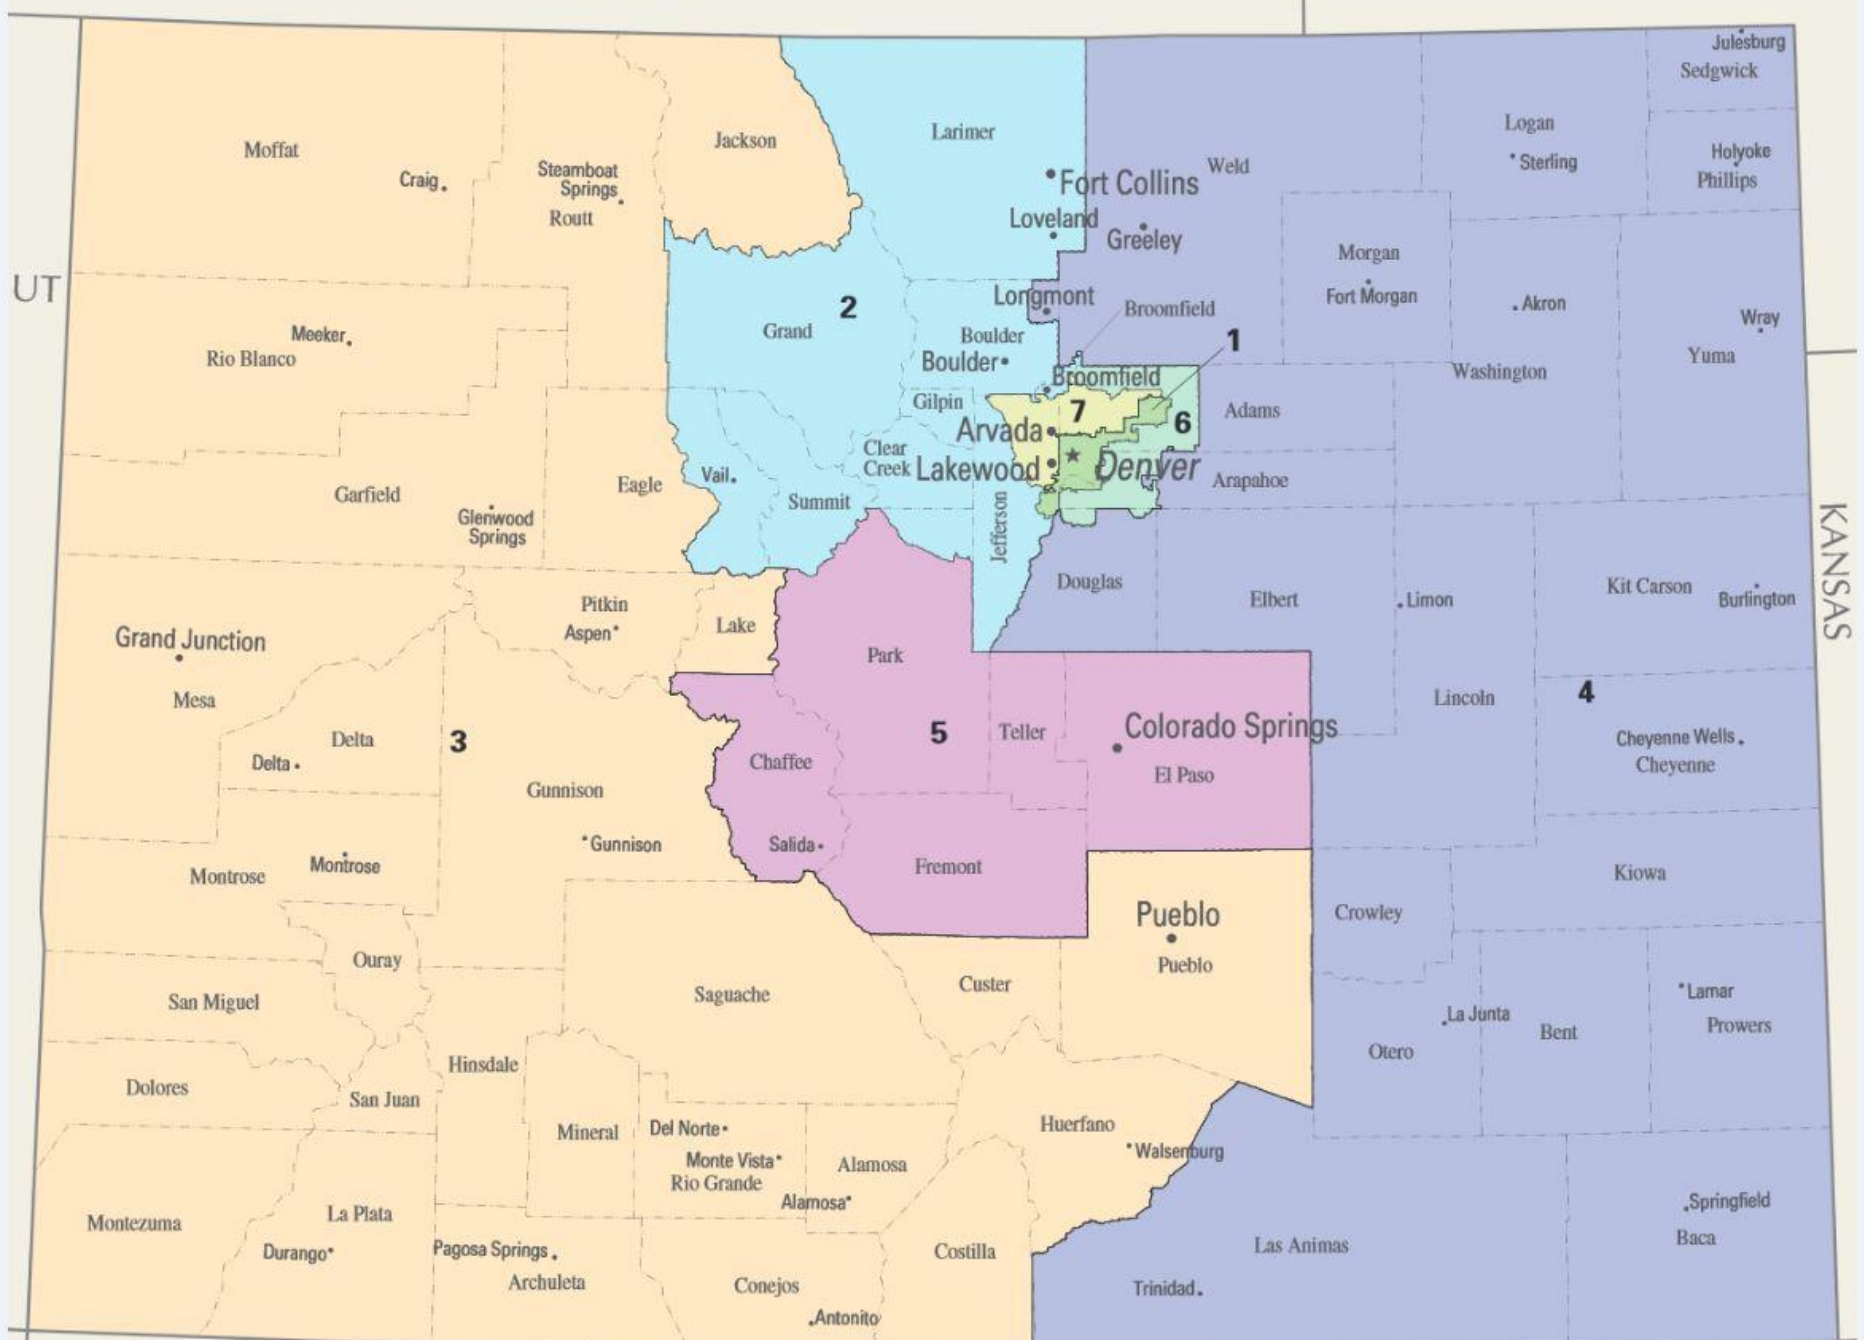 Julesburg
Sedgwick
Larimer
Logan
Jackson
Moffat
Holyoke
Phillips
Sterling
Weld
Steamboat
Springs
Craig
Fort Collins
Routt
Loveland
Greeley
Morgan
UT
Longmont
Fort Morgan
Akron
2
Broomfield
Wray
Grand
Boulder
Meeker
1
Rio Blanco
Boulder
Yuma
Broomfield
Washington
Gilpin
7
Adams
Arvada
6
Clear
Creek
Lakewood
Denver
Vail
Arapahoe
Eagle
Garfield
Summit
Glenwood
Springs
Jefferson
KANSAS
Douglas
Kit Carson
Burlington
Elbert
Limon
Pitkin
Aspen
Lake
Grand Junction
Park
Mesa
Lincoln
4
Colorado Springs
Delta
3
5
Teller
Cheyenne Wells
Cheyenne
Delta
Chaffee
El Paso
Gunnison
Gunnison
Salida
Montrose
Fremont
Kiowa
Montrose
Pueblo
Crowley
Ouray
Pueblo
Custer
Lamar
San Miguel
Saguache
La Junta
Prowers
Bent
Otero
Hinsdale
Dolores
San Juan
Mineral
Del Norte
Huerfano
Monte Vista
Alamosa
Walsenburg
Rio Grande
Alamosa
Springfield
La Plata
Montezuma
Baca
Durango
Pagosa Springs
Costilla
Las Animas
Archuleta
Conejos
Trinidad
Antonito